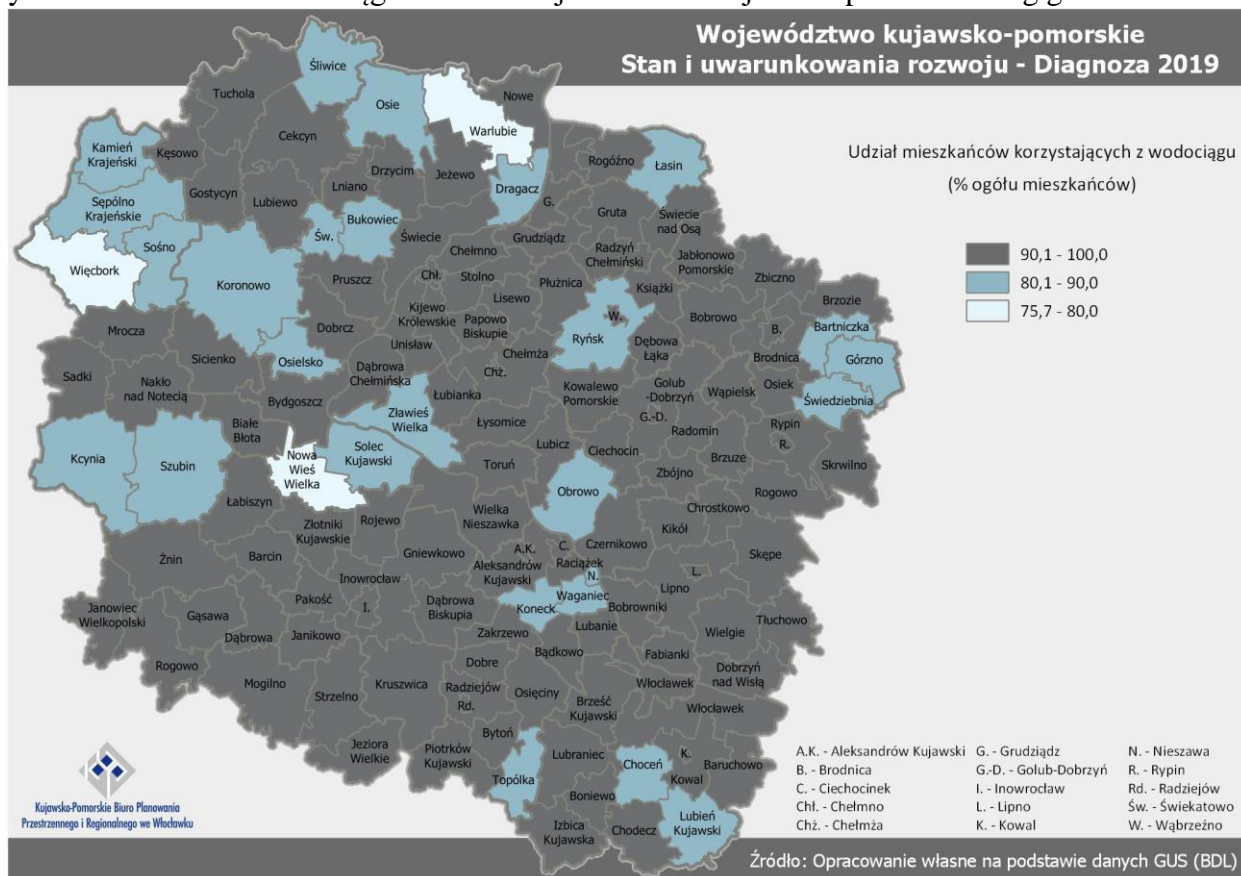 Województwo kujawsko-pomorskie
Stan i uwarunkowania rozwoju - Diagnoza 2019
Udział mieszkańców korzystających z wodociągu
(% ogółu mieszkańców)
90,1 - 100,0
80,1 - 90,0
75,7 - 80,0
Śliwice
Tuchola
Osie
Nowe
Warlubie
Cekcyn
Kamień
Krajeński
Kęsowo
Rogóźno
Łasin
Drzycim
Jeżewo
Lniano
Dragacz
Gostycyn
Lubiewo
G.
Sępólno
Krajeńskie
Bukowiec
Gruta
Świecie
nad Osą
Św.
Świecie
Grudziądz
Sośno
Więcbork
Chełmno
Radzyń
Chełmiński
Jabłonowo
Pomorskie
Koronowo
Pruszcz
Chł.
Stolno
Płużnica
Zbiczno
Książki
Lisewo
Brzozie
Kijewo
Królewskie
Papowo
Biskupie
W.
Bobrowo
Mrocza
Dobrcz
B.
Bartniczka
Unisław
Ryńsk
Dębowa
Łąka
Sicienko
Osielsko
Chełmża
Brodnica
Górzno
Dąbrowa
Chełmińska
Chż.
Sadki
Nakło
nad Notecią
Kowalewo
Pomorskie
Golub
-Dobrzyń
Wąpielsk
Osiek
Świedziebnia
Bydgoszcz
Łubianka
Zławieś
Wielka
Łysomice
G.-D.
Rypin
Białe
Błota
Radomin
R.
Lubicz
Ciechocin
Solec
Kujawski
Nowa
Wieś
Wielka
Kcynia
Szubin
Toruń
Zbójno
Brzuze
Skrwilno
Obrowo
Rogowo
Łabiszyn
Chrostkowo
Wielka
Nieszawka
Złotniki
Kujawskie
Rojewo
Kikół
Żnin
Barcin
Gniewkowo
A.K.
C.
Czernikowo
Skępe
Aleksandrów
Kujawski
Raciążek
Inowrocław
N.
L.
Lipno
Waganiec
Janowiec
Wielkopolski
Gąsawa
Pakość
I.
Dąbrowa
Biskupia
Koneck
Bobrowniki
Tłuchowo
Lubanie
Wielgie
Dąbrowa
Janikowo
Zakrzewo
Bądkowo
Fabianki
Rogowo
Dobre
Dobrzyń
nad Wisłą
Mogilno
Strzelno
Kruszwica
Radziejów
Rd.
Osięciny
Włocławek
Brześć
Kujawski
Włocławek
Bytoń
Jeziora
Wielkie
Piotrków
Kujawski
Lubraniec
K.
Topólka
Choceń
Kowal
Baruchowo
Boniewo
Izbica
Kujawska
Chodecz
Lubień
Kujawski
A.K. - Aleksandrów Kujawski
B. - Brodnica
C. - Ciechocinek
Chł. - Chełmno
Chż. - Chełmża
G. - Grudziądz
G.-D. - Golub-Dobrzyń
I. - Inowrocław
L. - Lipno
K. - Kowal
N. - Nieszawa
R. - Rypin
Rd. - Radziejów
Św. - Świekatowo
W. - Wąbrzeźno
Kujawsko-Pomorskie Biuro Planowania
Przestrzennego i Regionalnego we Włocławku
Źródło: Opracowanie własne na podstawie danych GUS (BDL)